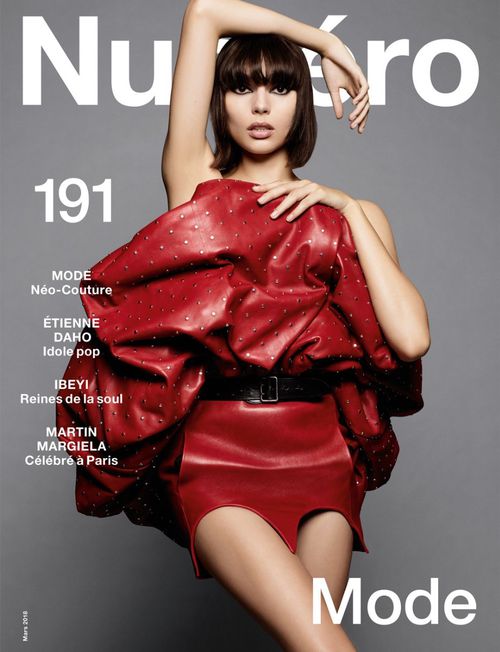 Numéro
191
MODE
Néo-Couture
ÉTIENNE
DAHO
Idole pop
IBEYI
Reines de la soul
MARTIN
MARGIELA
Célébré à Paris
Mode
Mars 2018